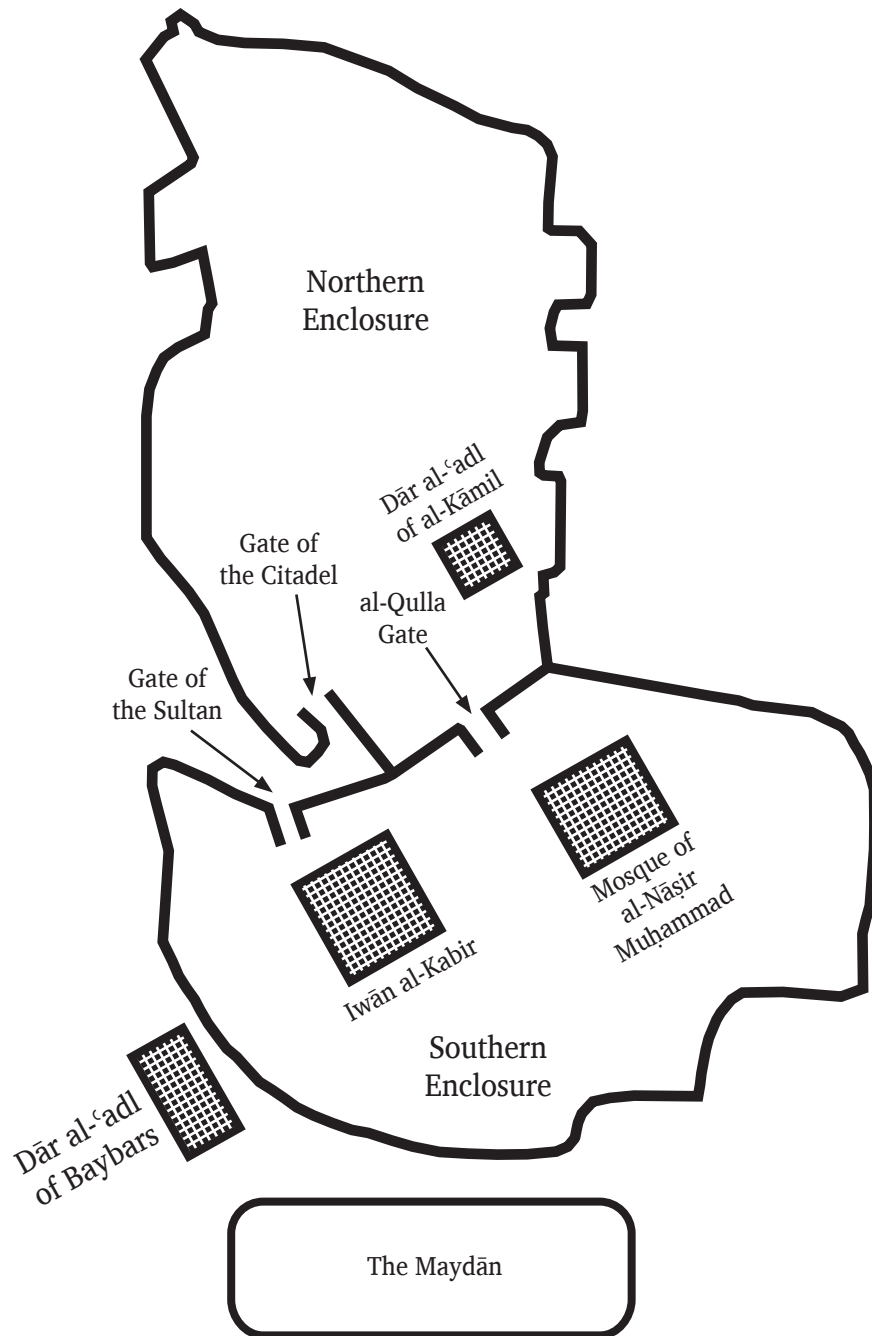 Northern
Enclosure
Dār al-ʿadl
of al-Kāmil
Gate of
the Citadel
al-Qulla
Gate
Gate of
the Sultan
Mosque of
al-Nāṣir
Muḥammad
Iwān al-Kabir
Southern
Enclosure
Dār al-ʿadl
of Baybars
The Maydān